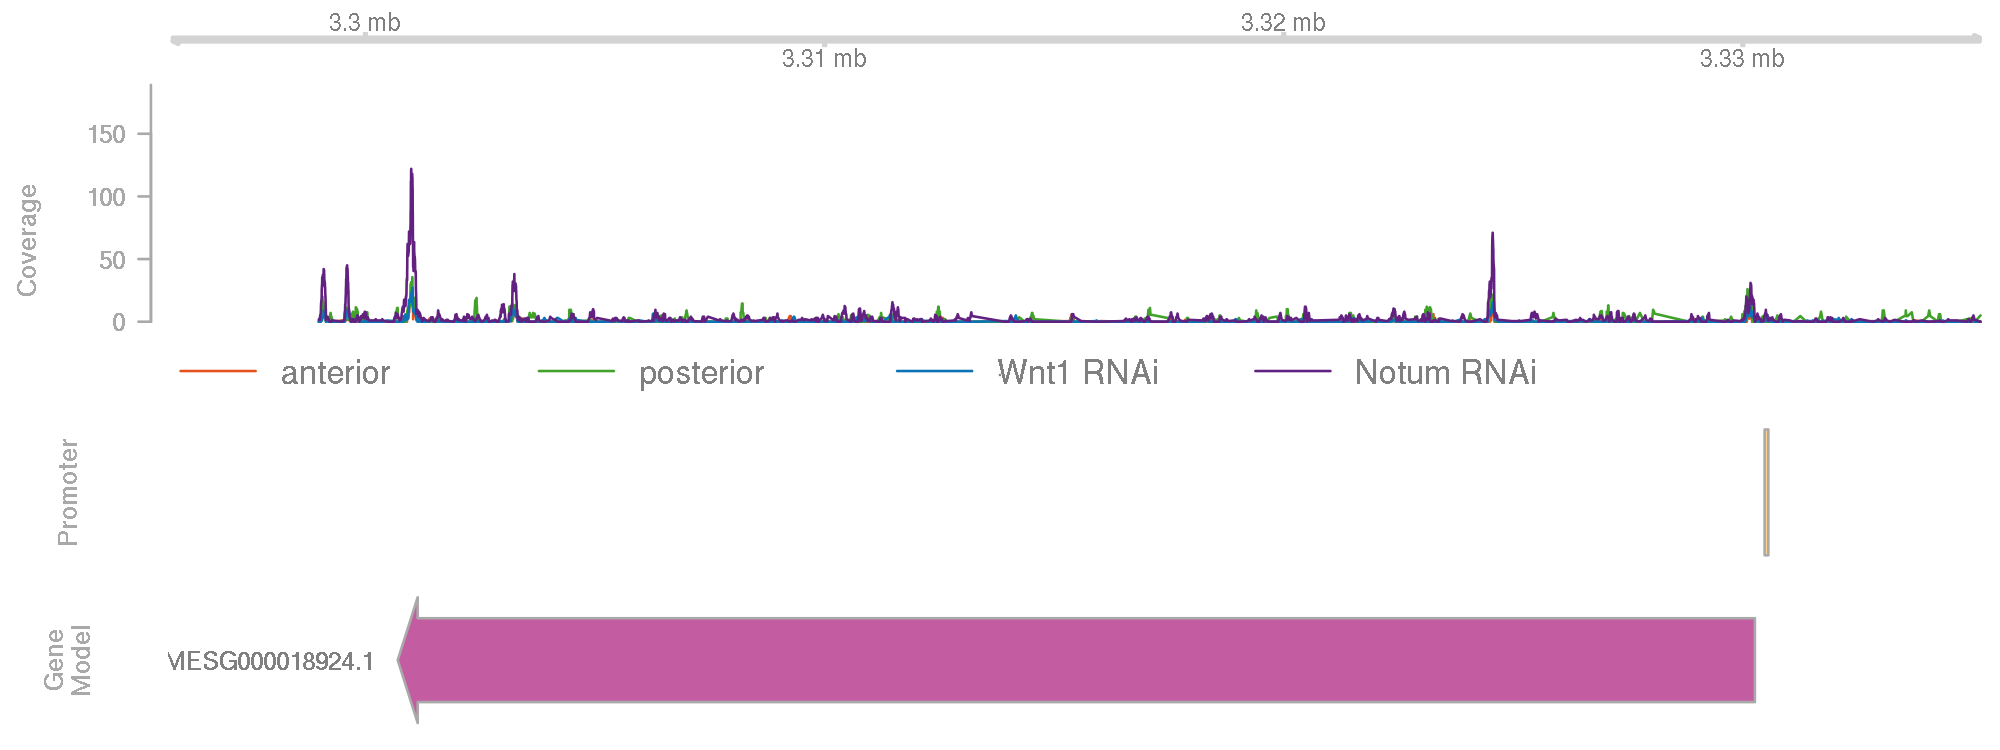 3.3 mb
3.32 mb
3.31 mb
3.33 mb
Coverage
150
100
50
0
anterior posterior Wnt1 RNAi Notum RNAi
Promoter
Gene
Model
MESG000018924.1